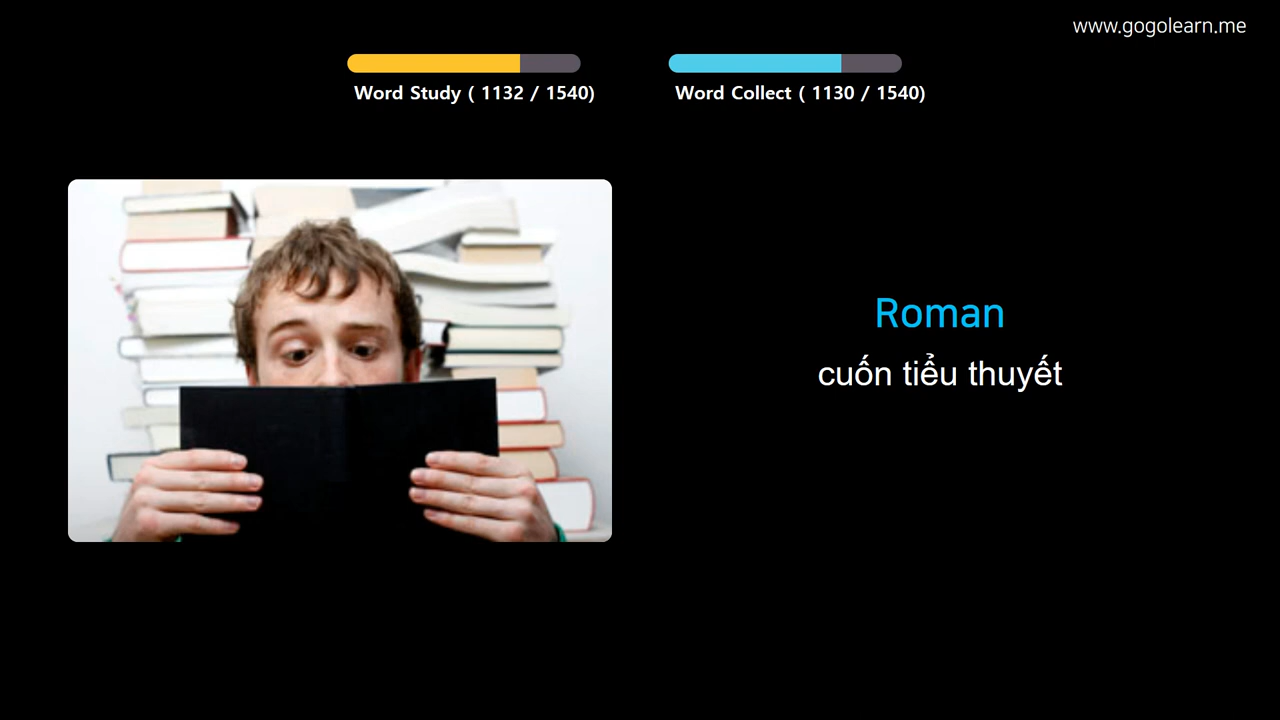 www.gogolearn.me
Word Study ( 1132 / 1540)
Word Collect ( 1130 / 1540)
Roman
cuốn tiểu thuyết